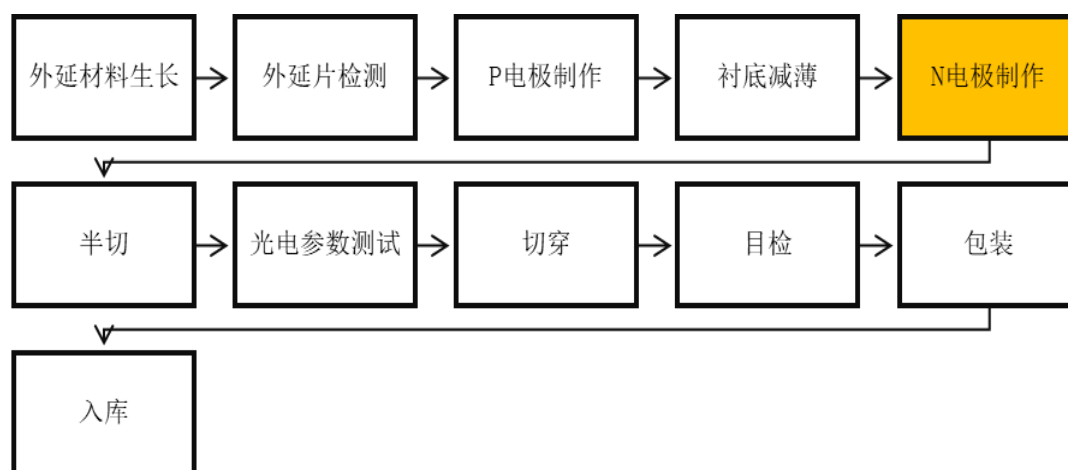 外延材料生长
外延片检测
P电极制作
衬底减薄
N电极制作
半切
光电参数测试
切穿
目检
包装
入库